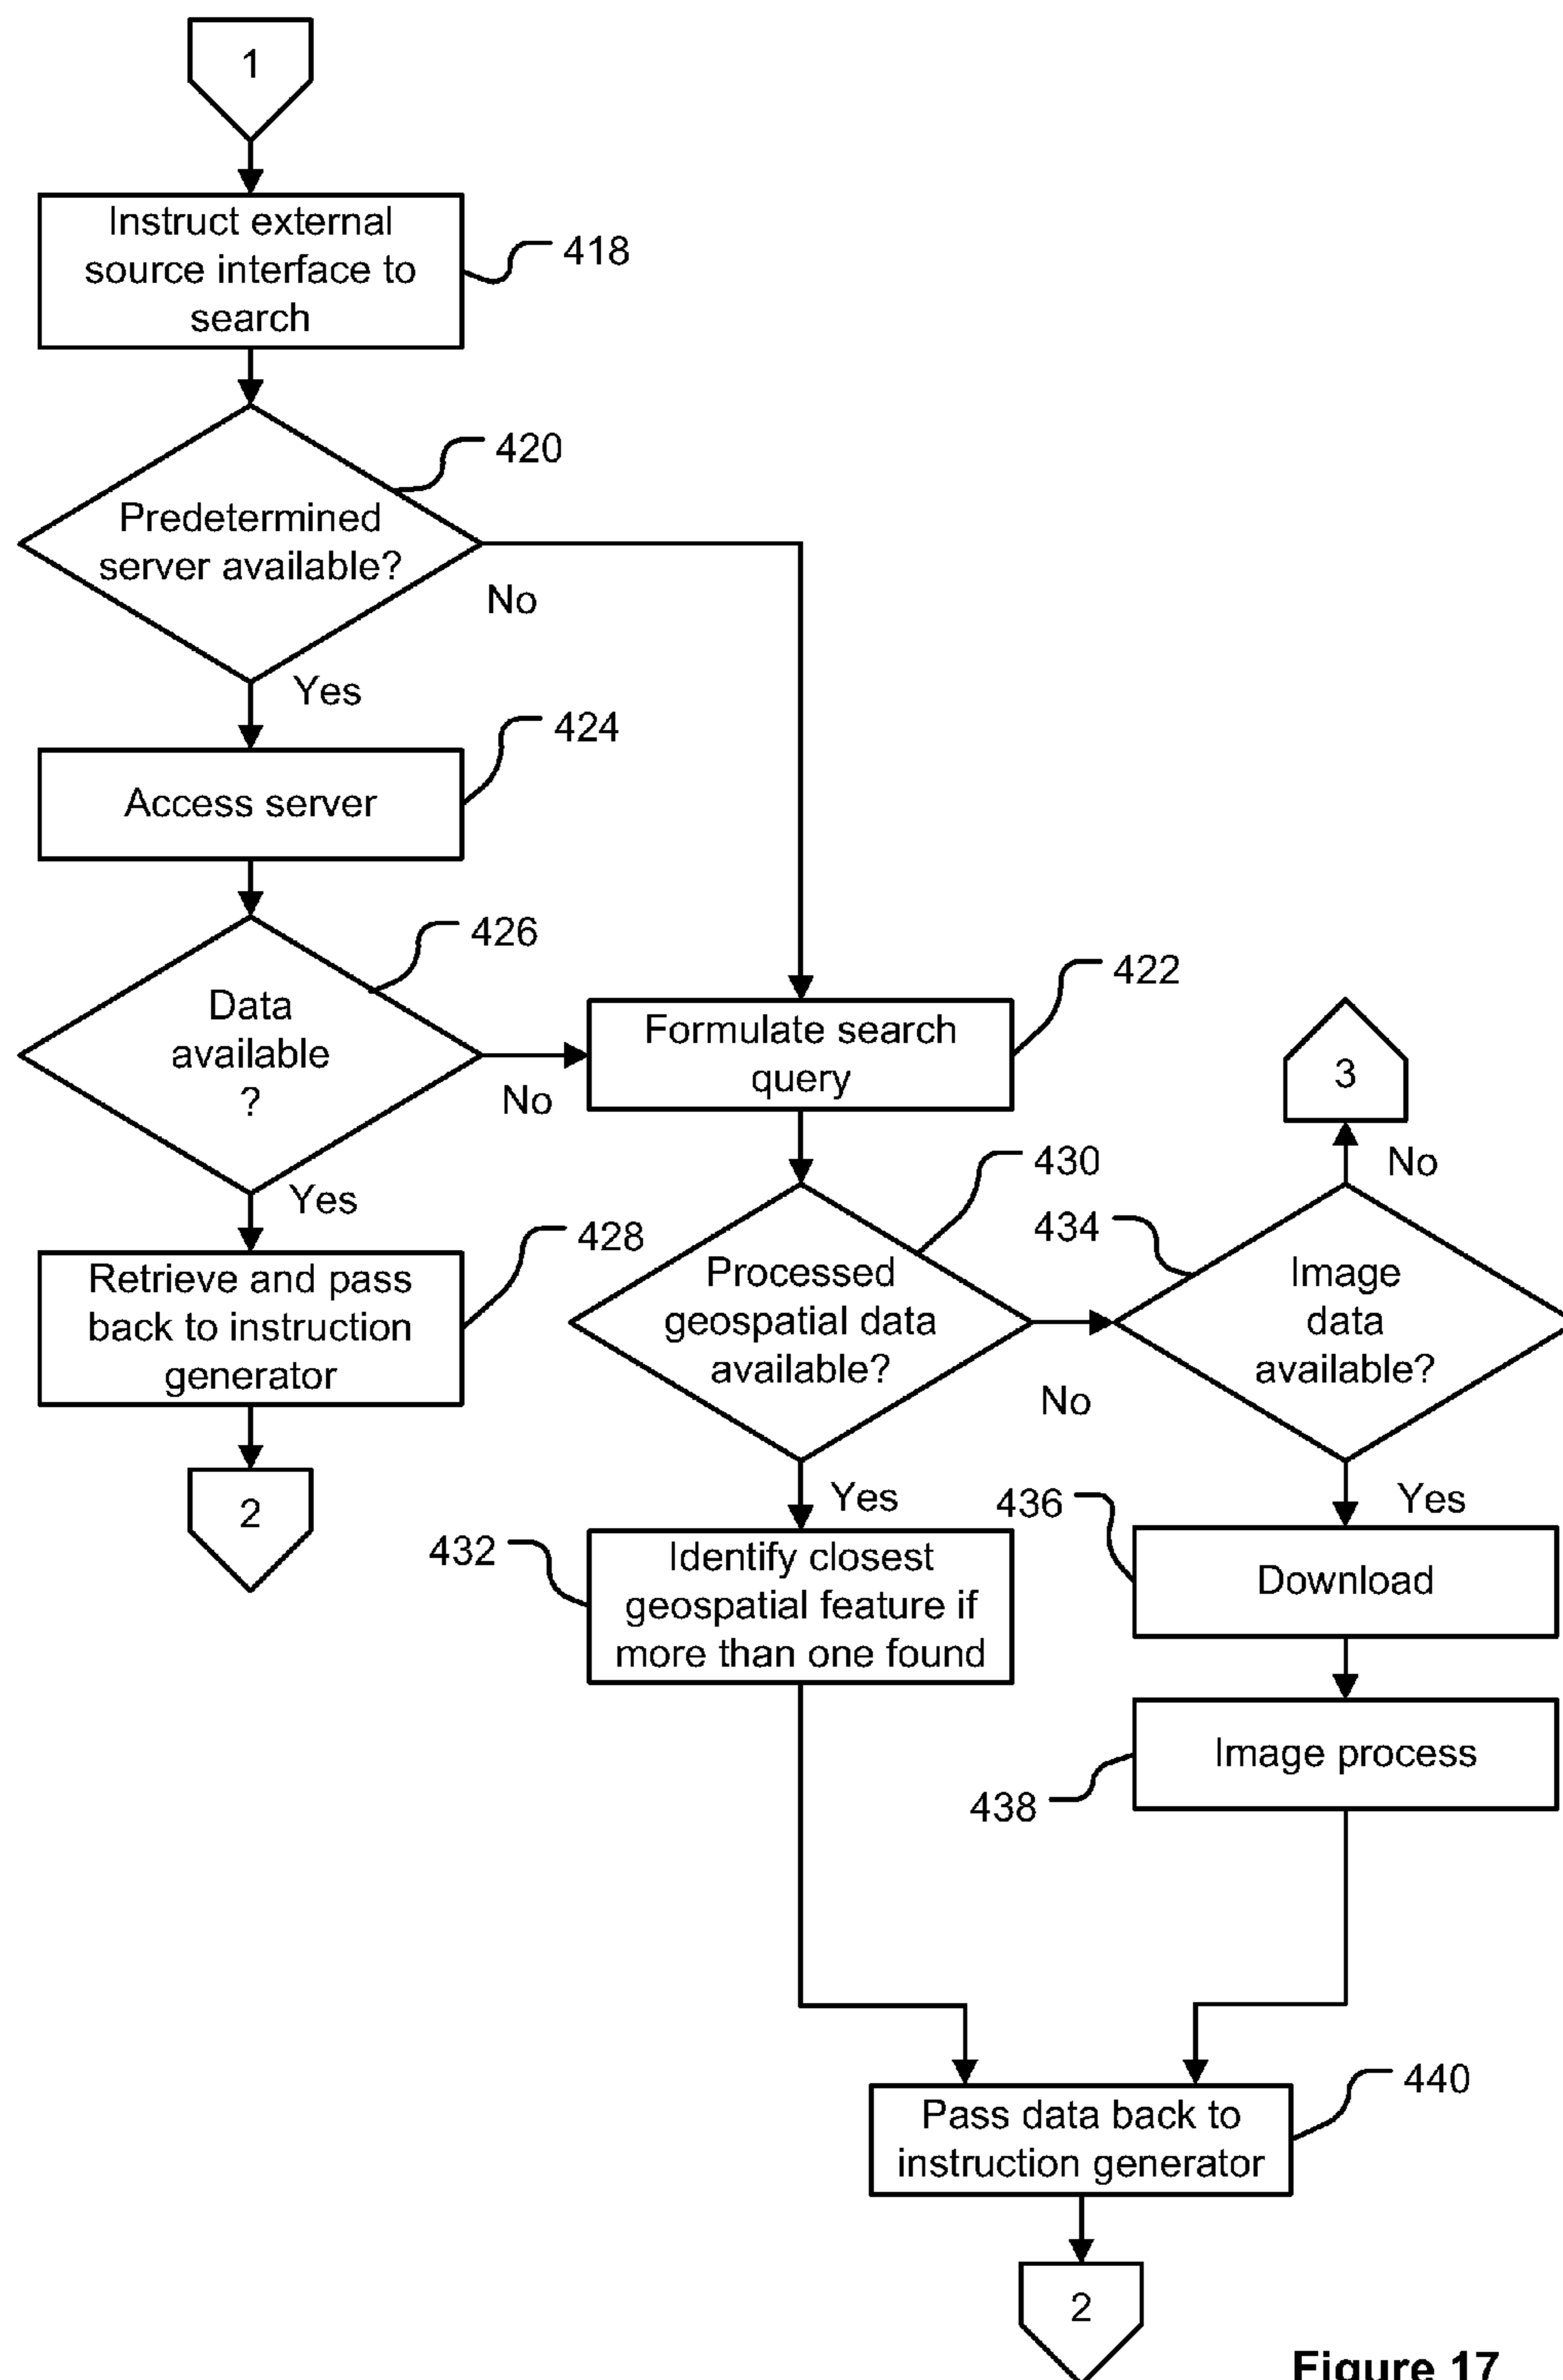 1
Instruct external
source interface to
search
418
420
Predetermined
server available?
No
Yes
424
Access server
426
Data
available
?
No
Yes
422
Formulate search
query
3
No
430
434
Processed
geospatial data
available?
Image
data
available?
No
428
Retrieve and pass
back to instruction
generator
2
Yes
Yes
432
Identify closest
geospatial feature if
more than one found
436
Download
Image process
438
440
Pass data back to
instruction generator
2
Figure 17